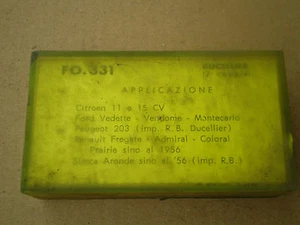 FO.331 DUCELLIER
APPLICAZIONE
Citroen 11 e 15 CV
Ford Vedette - Vendome - Montecarlo
Peugeot 203 (imp. R.B. Ducellier)
Renault Fregate - Admiral - Coloral
Prairie sino al 1956
Simca Aronde sino al '56 (imp. R.B.)